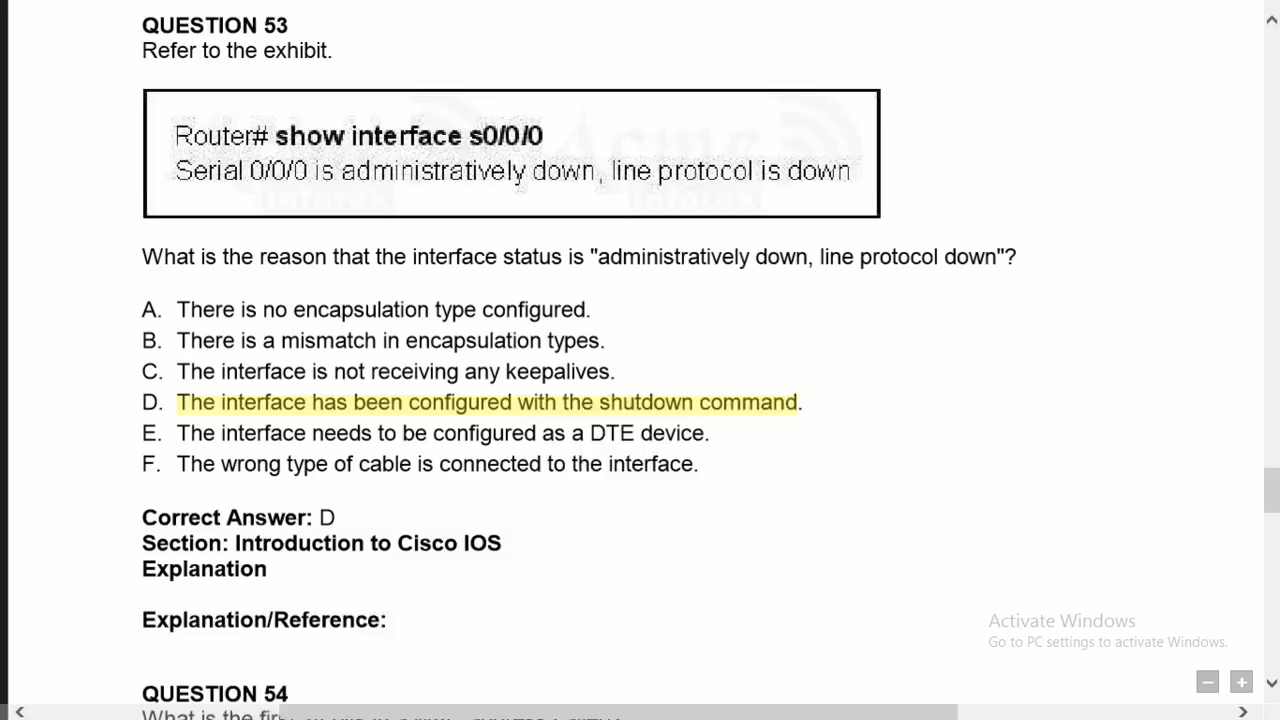 QUESTION 53
Refer to the exhibit.
Router# show interface s0/0/0
Serial 0/0/0 is administratively down, line protocol is down
What is the reason that the interface status is "administratively down, line protocol down"?
A. There is no encapsulation type configured.
B. There is a mismatch in encapsulation types.
C. The interface is not receiving any keepalives.
D. The interface has been configured with the shutdown command.
E. The interface needs to be configured as a DTE device.
F. The wrong type of cable is connected to the interface.
Correct Answer: D
Section: Introduction to Cisco IOS
Explanation
Explanation/Reference:
Activate Windows
Go to PC settings to activate Windows.
QUESTION 54
What is the